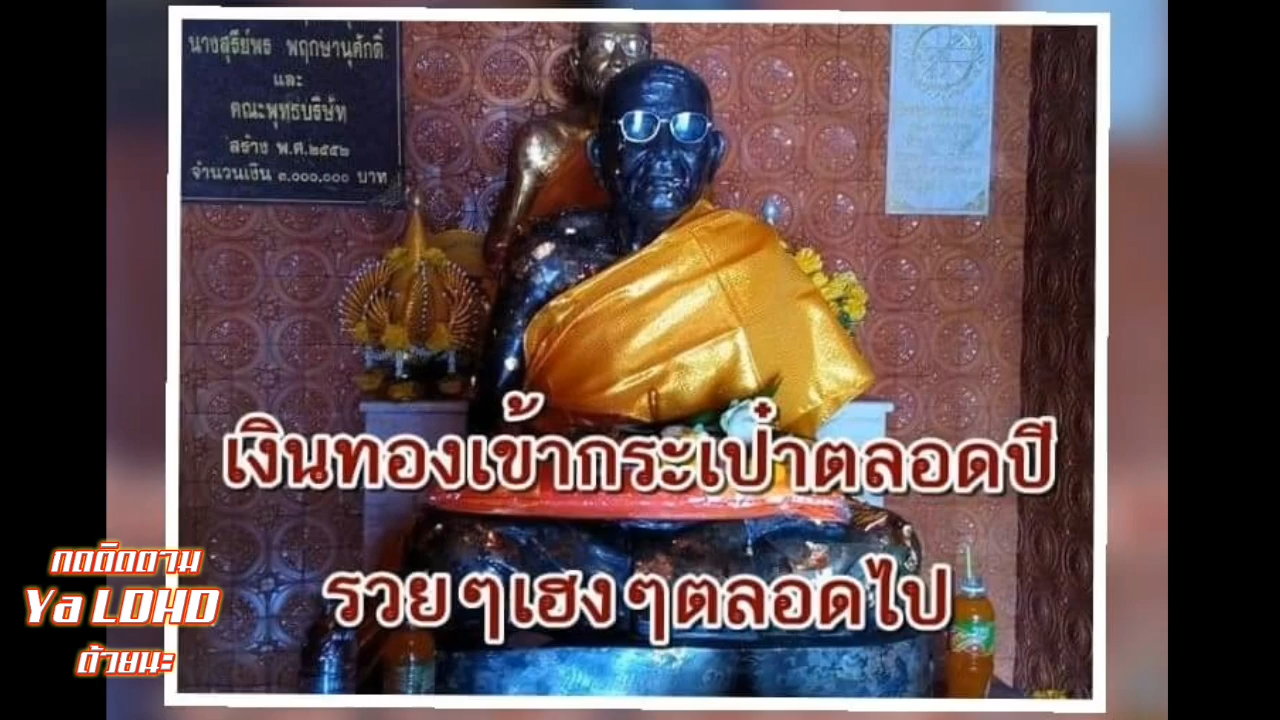 นางสุรีย์พร พฤกษานุศักดิ์
และ
คณะพุทธบริษัท
สร้าง พ.ศ.๒๕๕๒
จำนวนเงิน ๓,๐๐๐,๐๐๐ บาท
เงินทองเข้ากระเป๋าตลอดปี
รวยๆเฮงๆตลอดไป
กดติดตาม
Ya LOHO
ด้วยนะ